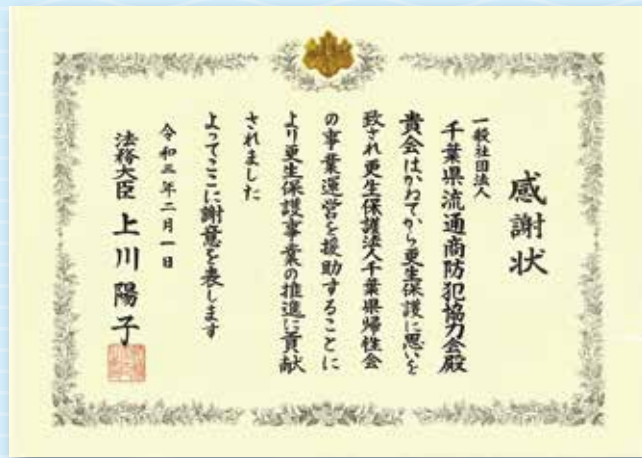 感謝状
一般社団法人
千葉県流通商防犯協力会殿
貴会はかねてから更生保護に思いを
致され更生保護法人千葉県帰性会
の事業運営を援助することに
より更生保護事業の推進に貢献
されました
よってここに謝意を表します
令和三年二月一日
法務大臣 上川陽子